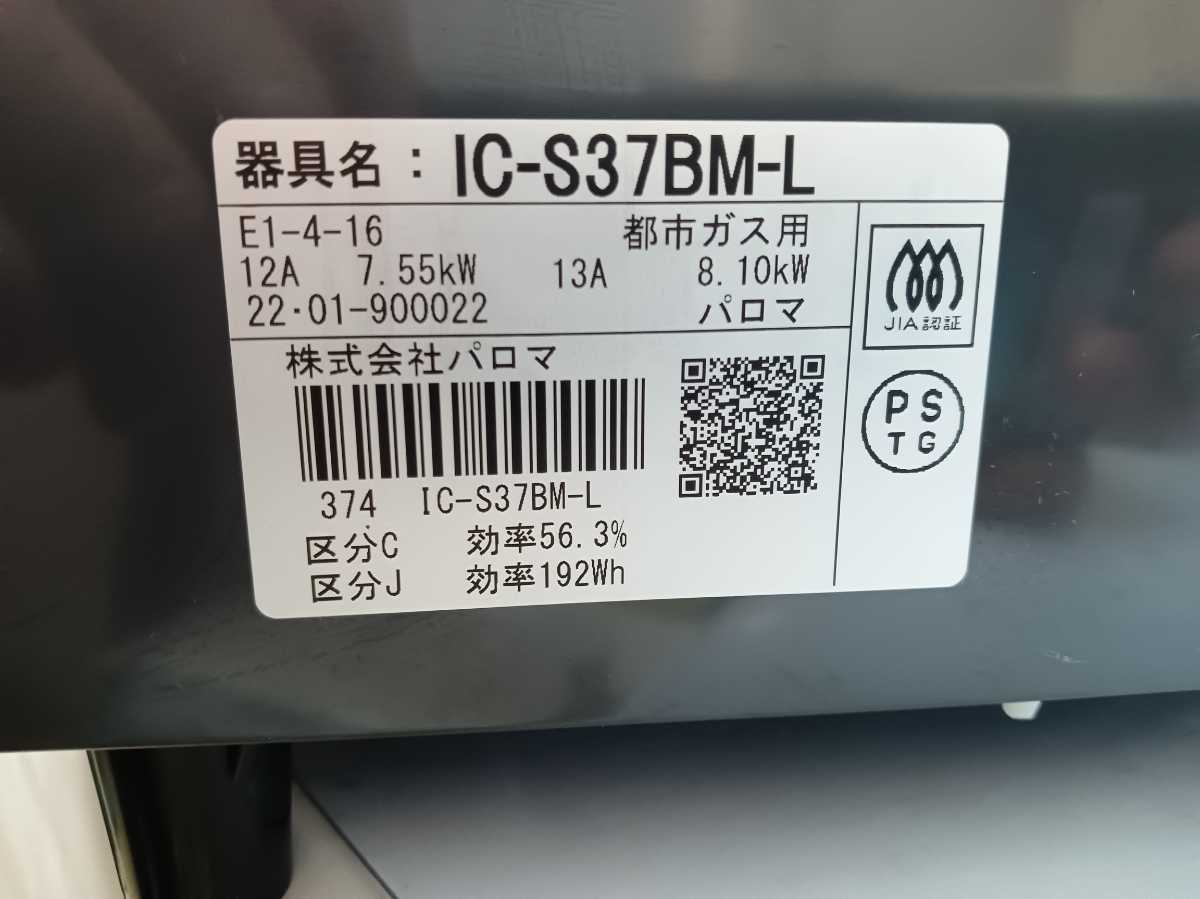 器具名：IC-S37BM-L
E1-4-16 都市ガス用
12A 7.55kW 13A 8.10kW
22・01-900022 パロマ
JIA認証
株式会社パロマ
PS
TG
374 IC-S37BM-L
区分C 効率56.3%
区分J 効率192Wh